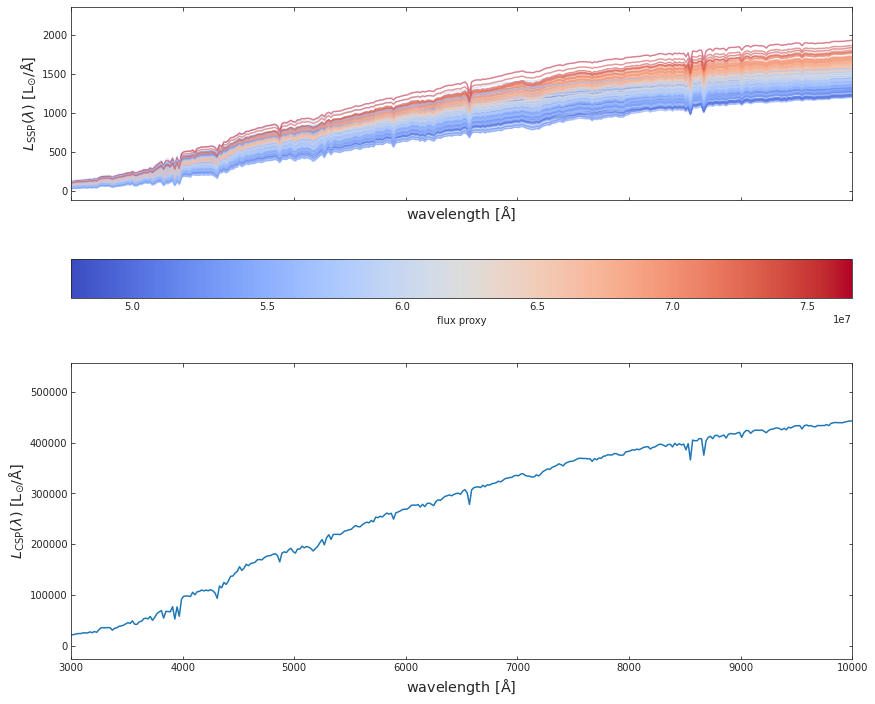 2000
1500
1000
500
0
L_SSP(λ) [L⊙/Å]
wavelength [Å]
5.0 5.5 6.0 6.5 7.0 7.5
1e7
flux proxy
500000
400000
300000
200000
100000
0
L_CSP(λ) [L⊙/Å]
3000 4000 5000 6000 7000 8000 9000 10000
wavelength [Å]